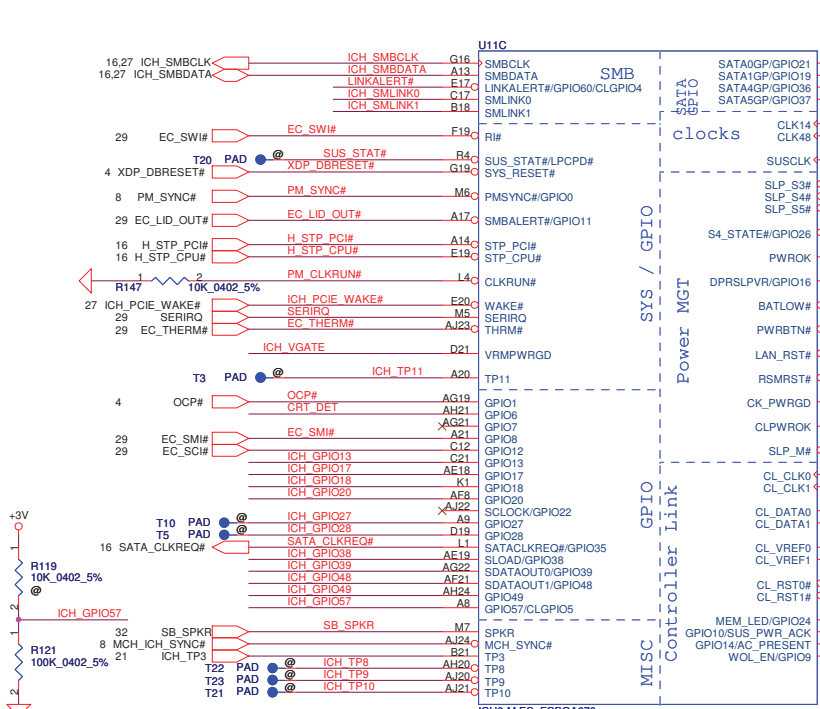 U11C
16,27 ICH_SMBCLK ICH_SMBCLK G16 SMBCLK SMB SATA0GP/GPIO21
16,27 ICH_SMBDATA ICH_SMBDATA A13 SMBDATA SATA GPIO SATA1GP/GPIO19
LINKALERT# E17 LINKALERT#/GPIO60/CLGPIO4 SATA4GP/GPIO36
ICH_SMLINK0 C17 SMLINK0 SATA5GP/GPIO37
ICH_SMLINK1 B18 SMLINK1
clocks CLK14
29 EC_SWI# EC_SWI# F19 RI# CLK48
T20 PAD @ SUS_STAT# R4 SUS_STAT#/LPCPD# SUSCLK
4 XDP_DBRESET# XDP_DBRESET# G19 SYS_RESET#
SLP_S3#
8 PM_SYNC# PM_SYNC# M6 PMSYNC#/GPIO0 SLP_S4#
SLP_S5#
29 EC_LID_OUT# EC_LID_OUT# A17 SMBALERT#/GPIO11
SYS / GPIO
Power MGT
S4_STATE#/GPIO26
16 H_STP_PCI# H_STP_PCI# A14 STP_PCI#
16 H_STP_CPU# H_STP_CPU# E19 STP_CPU# PWROK
R147 1 2 10K_0402_5% PM_CLKRUN# L4 CLKRUN# DPRSLPVR/GPIO16
27 ICH_PCIE_WAKE# ICH_PCIE_WAKE# E20 WAKE# BATLOW#
29 SERIRQ SERIRQ M5 SERIRQ
29 EC_THERM# EC_THERM# AJ23 THRM# PWRBTN#
ICH_VGATE D21 VRMPWRGD LAN_RST#
T3 PAD @ ICH_TP11 A20 TP11 RSMRST#
4 OCP# OCP# AG19 GPIO1 CK_PWRGD
CRT_DET AH21 GPIO6
AG21 GPIO7 CLPWROK
29 EC_SMI# EC_SMI# A21 GPIO8
29 EC_SCI# C12 GPIO12 SLP_M#
ICH_GPIO13 C21 GPIO13
ICH_GPIO17 AE18 GPIO17 CL_CLK0
ICH_GPIO18 K1 GPIO18 CL_CLK1
ICH_GPIO20 AF8 GPIO20
GPIO
Controller Link
AJ22 SCLOCK/GPIO22 CL_DATA0
T10 PAD @ ICH_GPIO27 A9 GPIO27 CL_DATA1
T5 PAD @ ICH_GPIO28 D19 GPIO28
16 SATA_CLKREQ# SATA_CLKREQ# L1 SATACLKREQ#/GPIO35 CL_VREF0
ICH_GPIO38 AE19 SLOAD/GPIO38 CL_VREF1
ICH_GPIO39 AG22 SDATAOUT0/GPIO39
ICH_GPIO48 AF21 SDATAOUT1/GPIO48 CL_RST0#
ICH_GPIO49 AH24 GPIO49 CL_RST1#
ICH_GPIO57 A8 GPIO57/CLGPIO5
+3V
1
R119
10K_0402_5%
@
2
ICH_GPIO57
1
R121
100K_0402_5%
2
MEM_LED/GPIO24
32 SB_SPKR SB_SPKR M7 SPKR GPIO10/SUS_PWR_ACK
8 MCH_ICH_SYNC# AJ24 MCH_SYNC# GPIO14/AC_PRESENT
21 ICH_TP3 B21 TP3 MISC WOL_EN/GPIO9
T22 PAD @ ICH_TP8 AH20 TP8
T23 PAD @ ICH_TP9 AJ20 TP9
T21 PAD @ ICH_TP10 AJ21 TP10